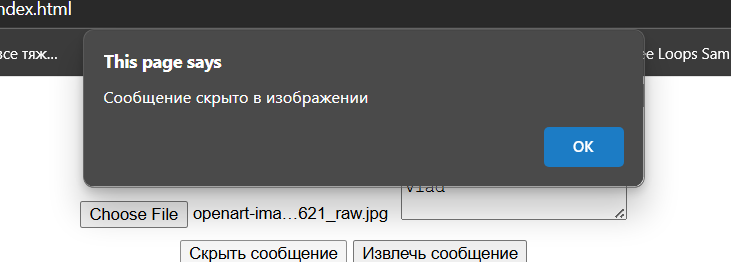 ndex.html
все тяж...
ee Loops Sam
This page says
Сообщение скрыто в изображении
OK
Vlad
Choose File openart-ima...621_raw.jpg
Скрыть сообщение Извлечь сообщение